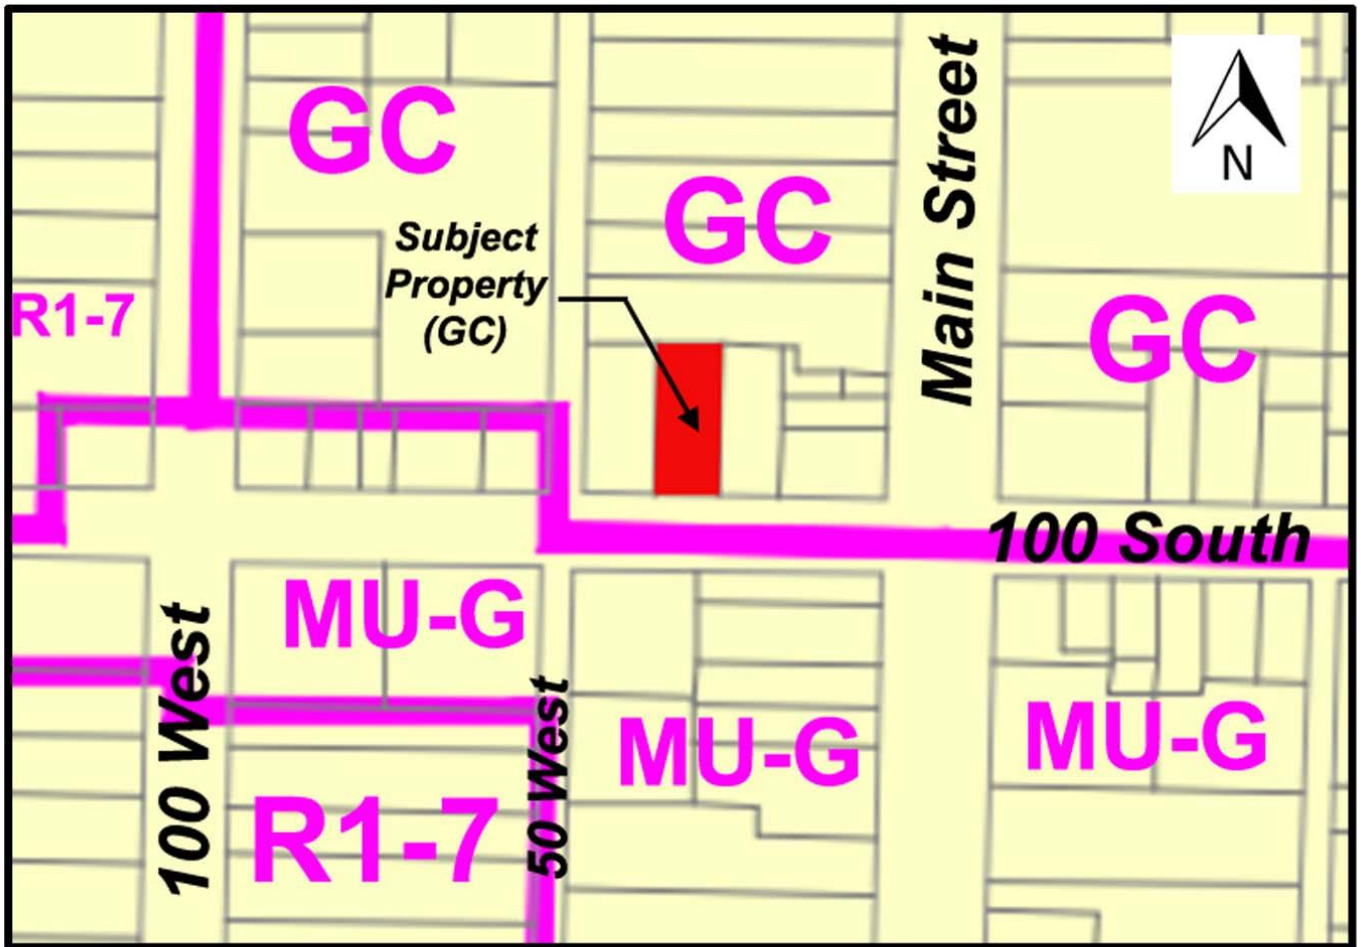 GC
Main Street
N
GC
Subject
Property
(GC)
R1-7
GC
100 South
MU-G
100 West
50 West
MU-G
MU-G
R1-7